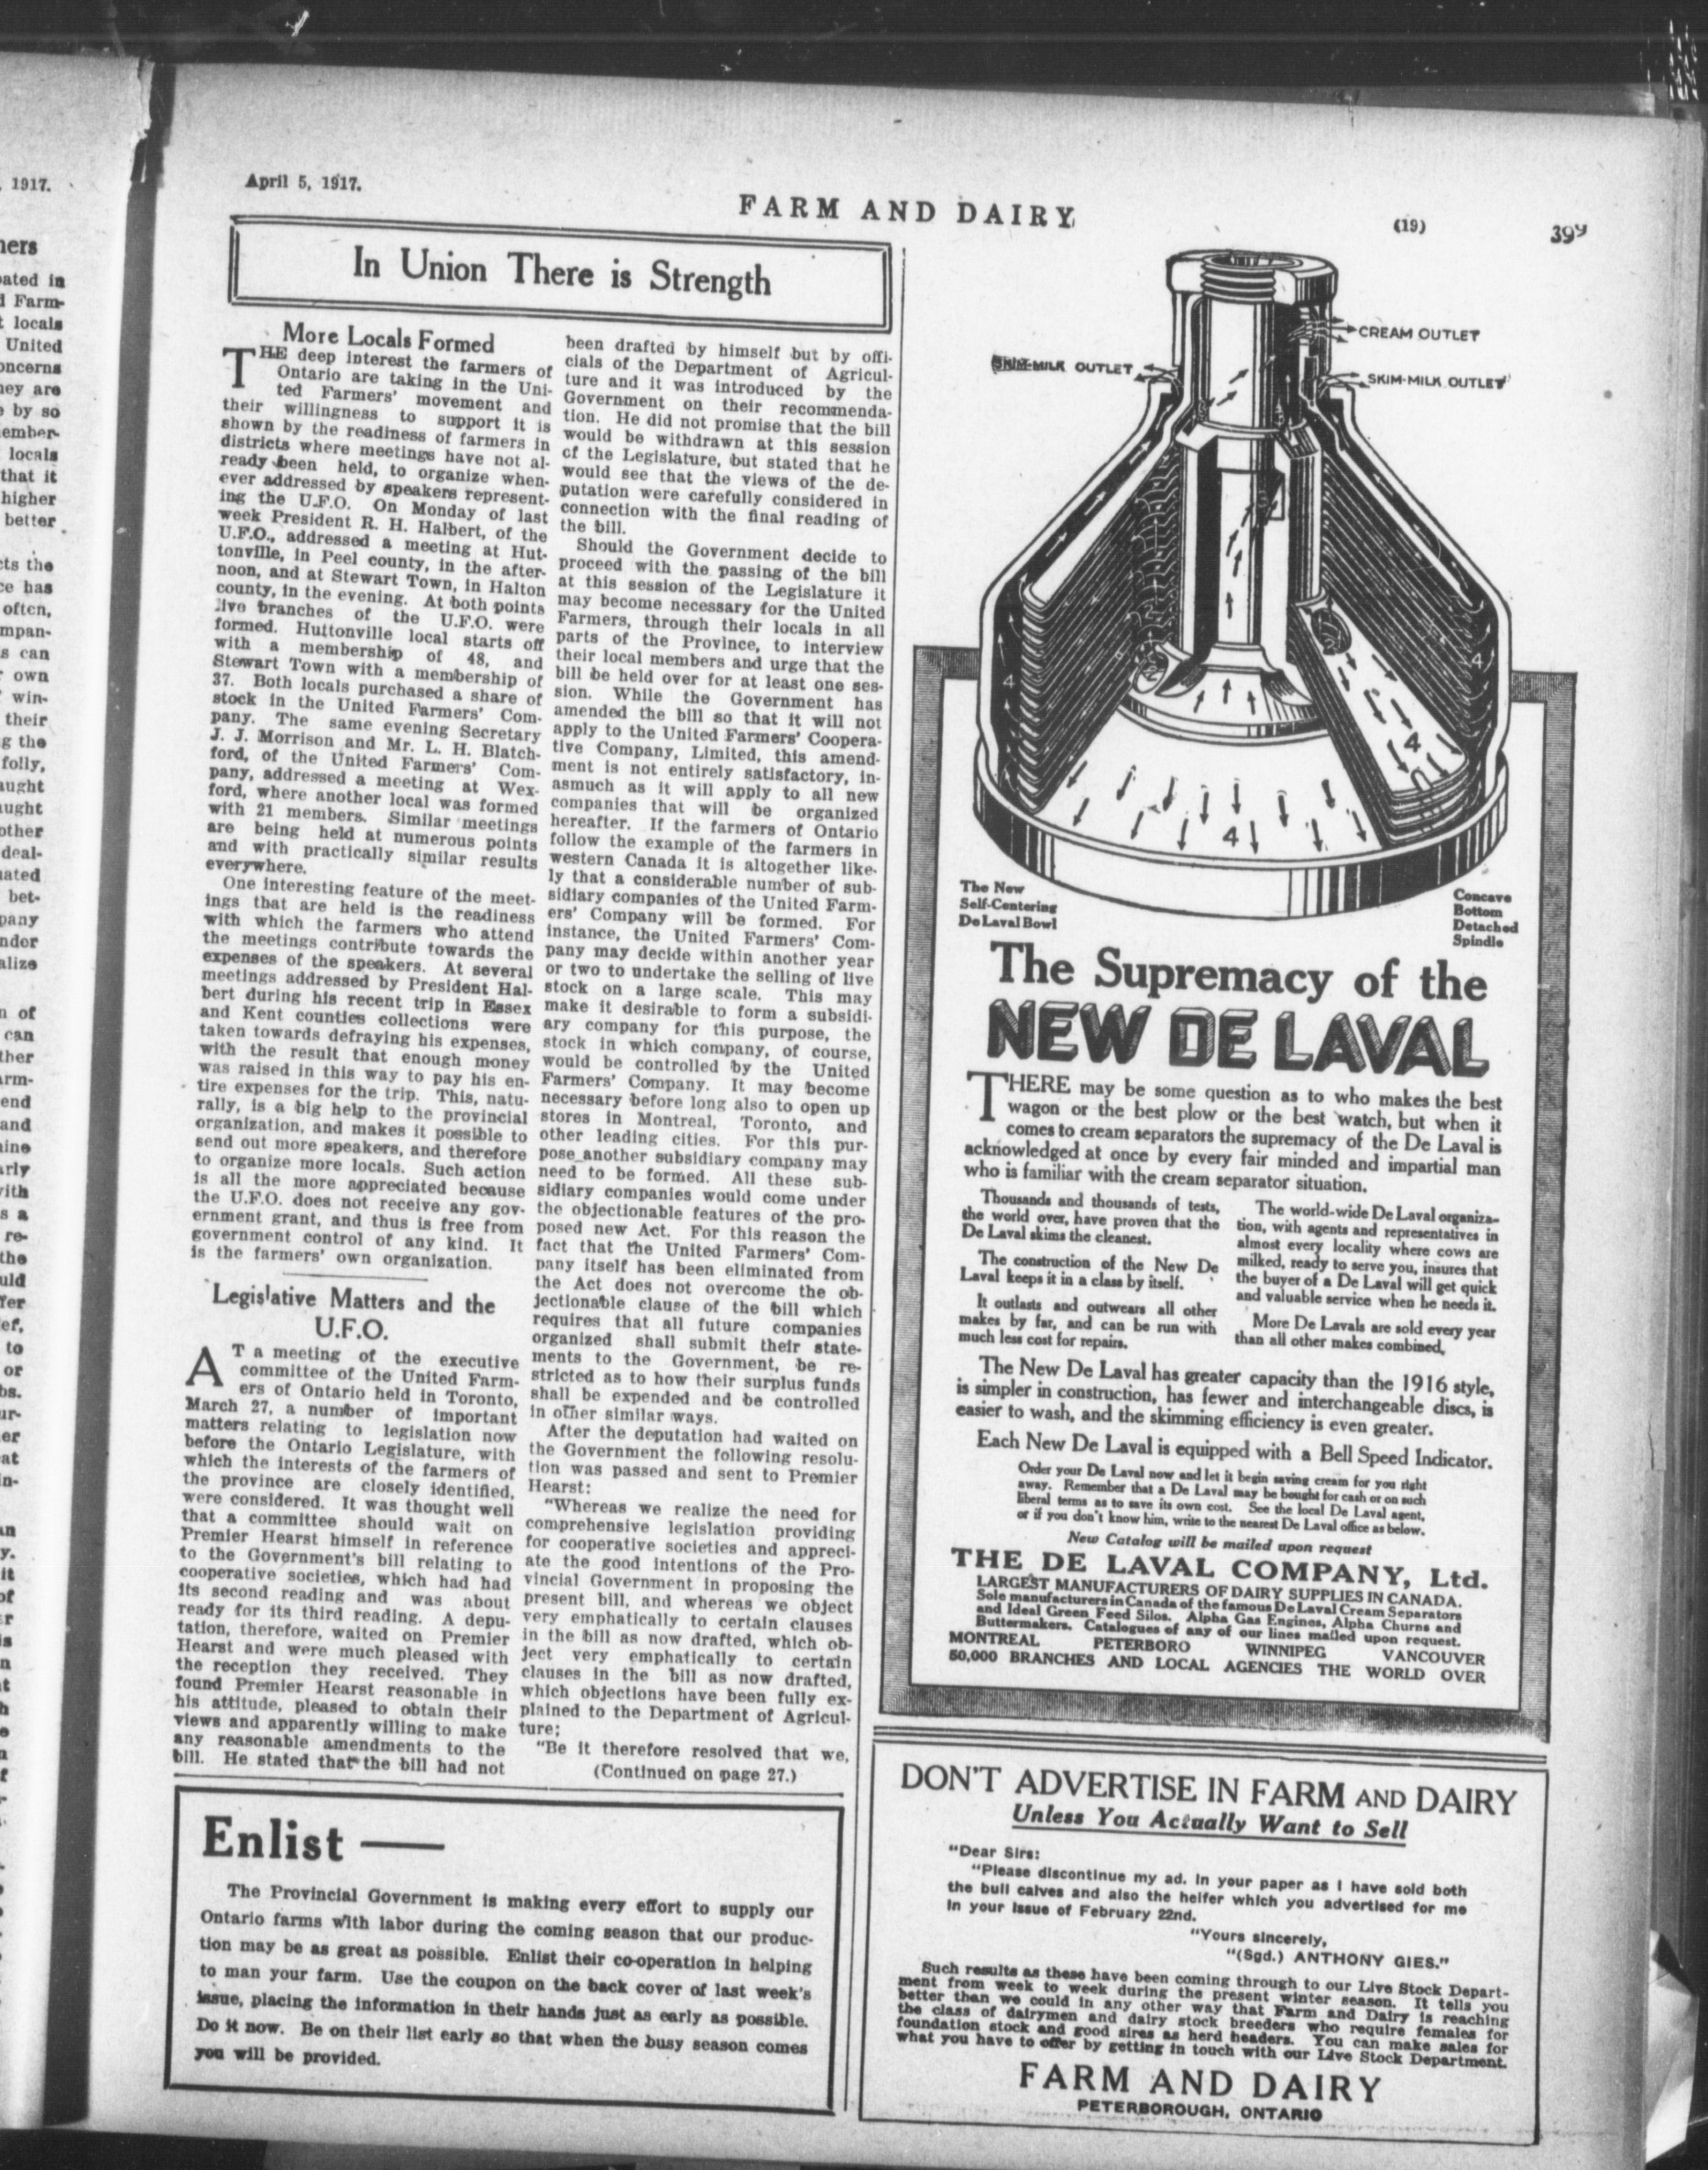 April 5, 1917.
FARM AND DAIRY
(19)
399
In Union There is Strength
More Locals Formed
THE deep interest the farmers of
Ontario are taking in the Uni-
ted Farmers' movement and
their willingness to support it is
shown by the readiness of farmers in
districts where meetings have not al-
ready been held, to organize when-
ever addressed by speakers represent-
ing the U.F.O. On Monday of last
week President R. H. Halbert, of the
U.F.O., addressed a meeting at Hut-
tonville, in Peel county, in the after-
noon, and at Stewart Town, in Halton
county, in the evening. At both points
live branches of the U.F.O. were
formed. Huttonville local starts off
with a membership of 48, and
Stewart Town with a membership of
37. Both locals purchased a share of
stock in the United Farmers' Com-
pany. The same evening Secretary
J. J. Morrison and Mr. L. H. Blatch-
ford, of the United Farmers' Com-
pany, addressed a meeting at Wex-
ford, where another local was formed
with 21 members. Similar meetings
are being held at numerous points
and with practically similar results
everywhere.
One interesting feature of the meet-
ings that are held is the readiness
with which the farmers who attend
the meetings contribute towards the
expenses of the speakers. At several
meetings addressed by President Hal-
bert during his recent trip in Essex
and Kent counties collections were
taken towards defraying his expenses,
with the result that enough money
was raised in this way to pay his en-
tire expenses for the trip. This, natu-
rally, is a big help to the provincial
organization, and makes it possible to
send out more speakers, and therefore
to organize more locals. Such action
is all the more appreciated because
the U.F.O. does not receive any gov-
ernment grant, and thus is free from
government control of any kind. It
is the farmers' own organization.
Legislative Matters and the
U.F.O.
AT a meeting of the executive
committee of the United Farm-
ers of Ontario held in Toronto,
March 27, a number of important
matters relating to legislation now
before the Ontario Legislature, with
which the interests of the farmers of
the province are closely identified,
were considered. It was thought well
that a committee should wait on
Premier Hearst himself in reference
to the Government's bill relating to
cooperative societies, which had had
its second reading and was about
ready for its third reading. A depu-
tation, therefore, waited on Premier
Hearst and were much pleased with
the reception they received. They
found Premier Hearst reasonable in
his attitude, pleased to obtain their
views and apparently willing to make
any reasonable amendments to the
bill. He stated that the bill had not
been drafted by himself but by offi-
cials of the Department of Agricul-
ture and it was introduced by the
Government on their recommenda-
tion. He did not promise that the bill
would be withdrawn at this session
of the Legislature, but stated that he
would see that the views of the de-
putation were carefully considered in
connection with the final reading of
the bill.
Should the Government decide to
proceed with the passing of the bill
at this session of the Legislature it
may become necessary for the United
Farmers, through their locals in all
parts of the Province, to interview
their local members and urge that the
bill be held over for at least one ses-
sion. While the Government has
amended the bill so that it will not
apply to the United Farmers' Coopera-
tive Company, Limited, this amend-
ment is not entirely satisfactory, in-
asmuch as it will apply to all new
companies that will be organized
hereafter. If the farmers of Ontario
follow the example of the farmers in
western Canada it is altogether like-
ly that a considerable number of sub-
sidiary companies of the United Farm-
ers' Company will be formed. For
instance, the United Farmers' Com-
pany may decide within another year
or two to undertake the selling of live
stock on a large scale. This may
make it desirable to form a subsidi-
ary company for this purpose, the
stock in which company, of course,
would be controlled by the United
Farmers' Company. It may become
necessary before long also to open up
stores in Montreal, Toronto, and
other leading cities. For this pur-
pose another subsidiary company may
need to be formed. All these sub-
sidiary companies would come under
the objectionable features of the pro-
posed new Act. For this reason the
fact that the United Farmers' Com-
pany itself has been eliminated from
the Act does not overcome the ob-
jectionable clause of the bill which
requires that all future companies
organized shall submit their state-
ments to the Government, be re-
stricted as to how their surplus funds
shall be expended and be controlled
in other similar ways.
After the deputation had waited on
the Government the following resolu-
tion was passed and sent to Premier
Hearst:
"Whereas we realize the need for
comprehensive legislation providing
for cooperative societies and appreci-
ate the good intentions of the Pro-
vincial Government in proposing the
present bill, and whereas we object
very emphatically to certain clauses
in the bill as now drafted, which ob-
ject very emphatically to certain
clauses in the bill as now drafted,
which objections have been fully ex-
plained to the Department of Agricul-
ture;
"Be it therefore resolved that we,
(Continued on page 27.)
Enlist —
The Provincial Government is making every effort to supply our
Ontario farms with labor during the coming season that our produc-
tion may be as great as possible. Enlist their co-operation in helping
to man your farm. Use the coupon on the back cover of last week's
issue, placing the information in their hands just as early as possible.
Do it now. Be on their list early so that when the busy season comes
you will be provided.
CREAM OUTLET
SKIM-MILK OUTLET
SKIM-MILK OUTLET
4
4
4
4
The New
Self-Centering
De Laval Bowl
Concave
Bottom
Detached
Spindle
The Supremacy of the
NEW DE LAVAL
THERE may be some question as to who makes the best
wagon or the best plow or the best watch, but when it
comes to cream separators the supremacy of the De Laval is
acknowledged at once by every fair minded and impartial man
who is familiar with the cream separator situation.
Thousands and thousands of tests,
the world over, have proven that the
De Laval skims the cleanest.
The construction of the New De
Laval keeps it in a class by itself.
It outlasts and outwears all other
makes by far, and can be run with
much less cost for repairs.
The world-wide De Laval organiza-
tion, with agents and representatives in
almost every locality where cows are
milked, ready to serve you, insures that
the buyer of a De Laval will get quick
and valuable service when he needs it.
More De Lavals are sold every year
than all other makes combined.
The New De Laval has greater capacity than the 1916 style,
is simpler in construction, has fewer and interchangeable discs, is
easier to wash, and the skimming efficiency is even greater.
Each New De Laval is equipped with a Bell Speed Indicator.
Order your De Laval now and let it begin saving cream for you right
away. Remember that a De Laval may be bought for cash or on such
liberal terms as to save its own cost. See the local De Laval agent,
or if you don't know him, write to the nearest De Laval office as below.
New Catalog will be mailed upon request
THE DE LAVAL COMPANY, Ltd.
LARGEST MANUFACTURERS OF DAIRY SUPPLIES IN CANADA.
Sole manufacturers in Canada of the famous De Laval Cream Separators
and Ideal Green Feed Silos. Alpha Gas Engines, Alpha Churns and
Buttermakers. Catalogues of any of our lines mailed upon request.
MONTREAL PETERBORO WINNIPEG VANCOUVER
50,000 BRANCHES AND LOCAL AGENCIES THE WORLD OVER
DON'T ADVERTISE IN FARM AND DAIRY
Unless You Actually Want to Sell
"Dear Sirs:
"Please discontinue my ad. in your paper as I have sold both
the bull calves and also the heifer which you advertised for me
in your issue of February 22nd.
"Yours sincerely,
"(Sgd.) ANTHONY GIES."
Such results as these have been coming through to our Live Stock Depart-
ment from week to week during the present winter season. It tells you
better than we could in any other way that Farm and Dairy is reaching
the class of dairymen and dairy stock breeders who require females for
foundation stock and good sires as herd headers. You can make sales for
what you have to offer by getting in touch with our Live Stock Department.
FARM AND DAIRY
PETERBOROUGH, ONTARIO